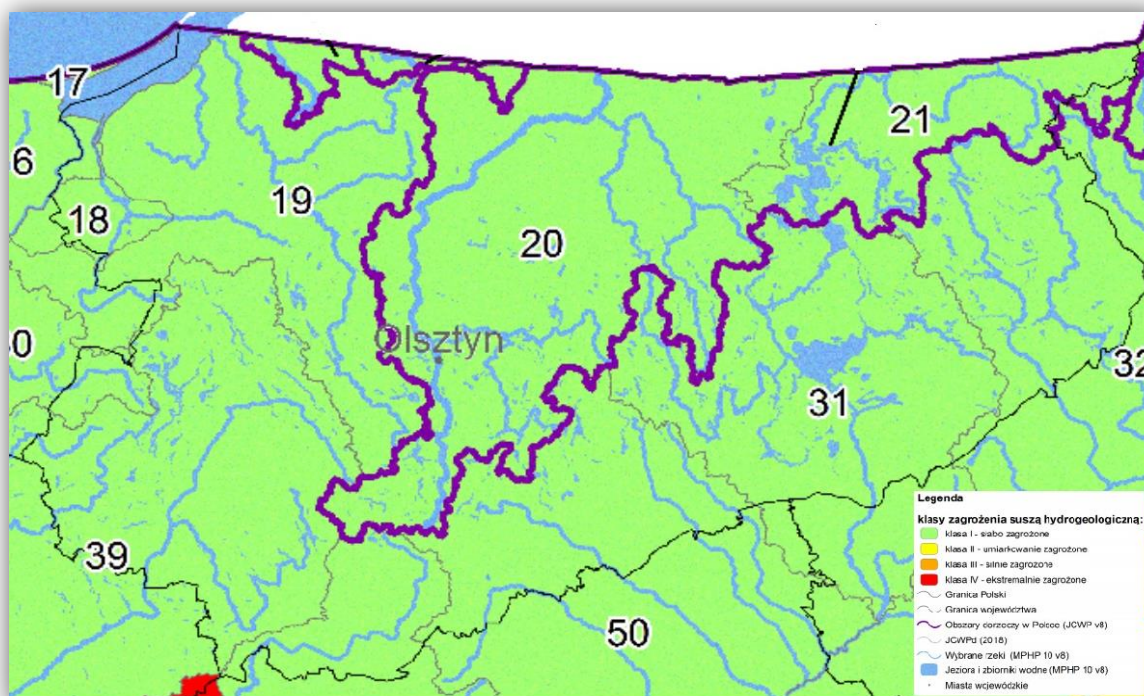 17
21
6
19
18
20
Olsztyn
0
32
31
39
50
Legenda
klasy zagrożenia suszą hydrogeologiczną:
klasa I - słabo zagrożone
klasa II - umiarkowanie zagrożone
klasa III - silnie zagrożone
klasa IV - ekstremalnie zagrożone
Granica Polski
Granica województwa
Obszary dorzeczy w Polsce (JCWP v8)
JCWPd (2018)
Wybrane rzeki (MPHP 10 v8)
Jeziora i zbiorniki wodne (MPHP 10 v8)
Miasta wojewódzkie